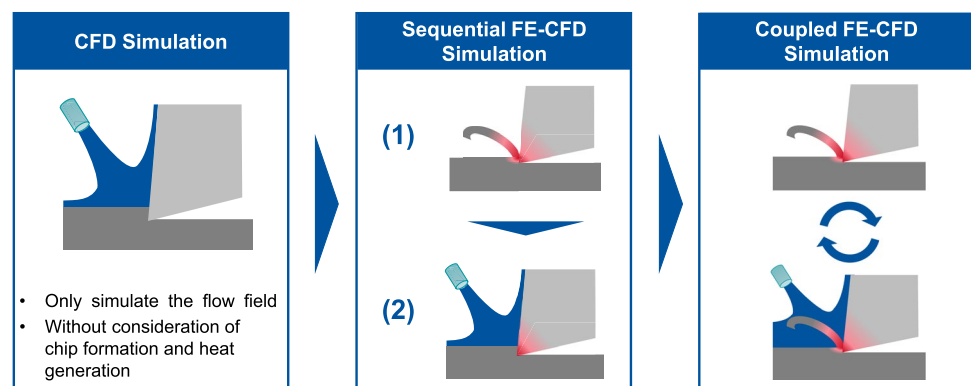 CFD Simulation
• Only simulate the flow field
• Without consideration of
chip formation and heat
generation
Sequential FE-CFD
Simulation
(1)
(2)
Coupled FE-CFD
Simulation